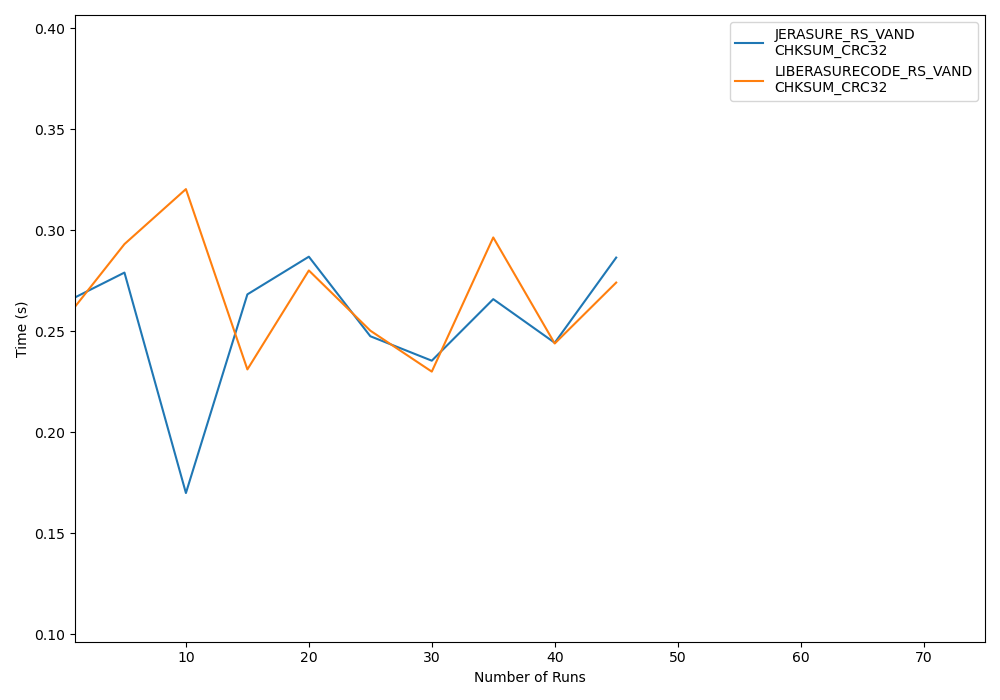 0.40
0.35
0.30
0.25
0.20
0.15
0.10
Time (s)
10 20 30 40 50 60 70
Number of Runs
JERASURE_RS_VAND
CHKSUM_CRC32
LIBERASURECODE_RS_VAND
CHKSUM_CRC32